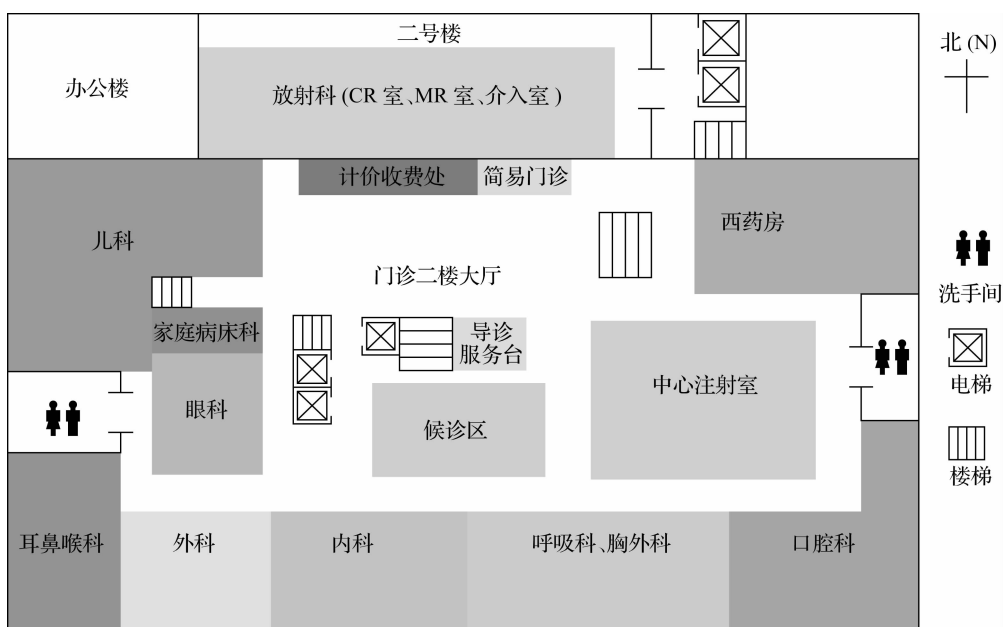 二号楼
办公楼
放射科 (CR 室、MR 室、介入室)
北 (N)
计价收费处
简易门诊
儿科
西药房
门诊二楼大厅
洗手间
家庭病床科
导诊
服务台
电梯
眼科
候诊区
中心注射室
楼梯
耳鼻喉科
外科
内科
呼吸科、胸外科
口腔科